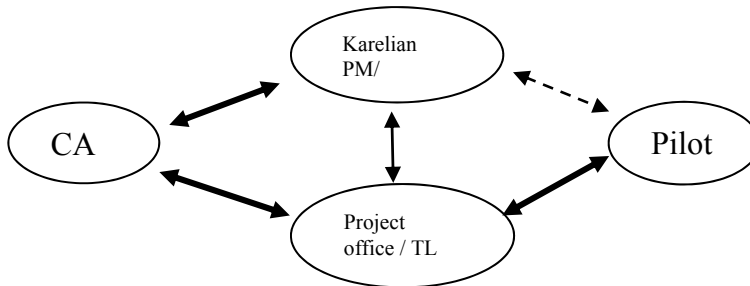 Karelian
PM/
CA
Pilot
Project
office / TL